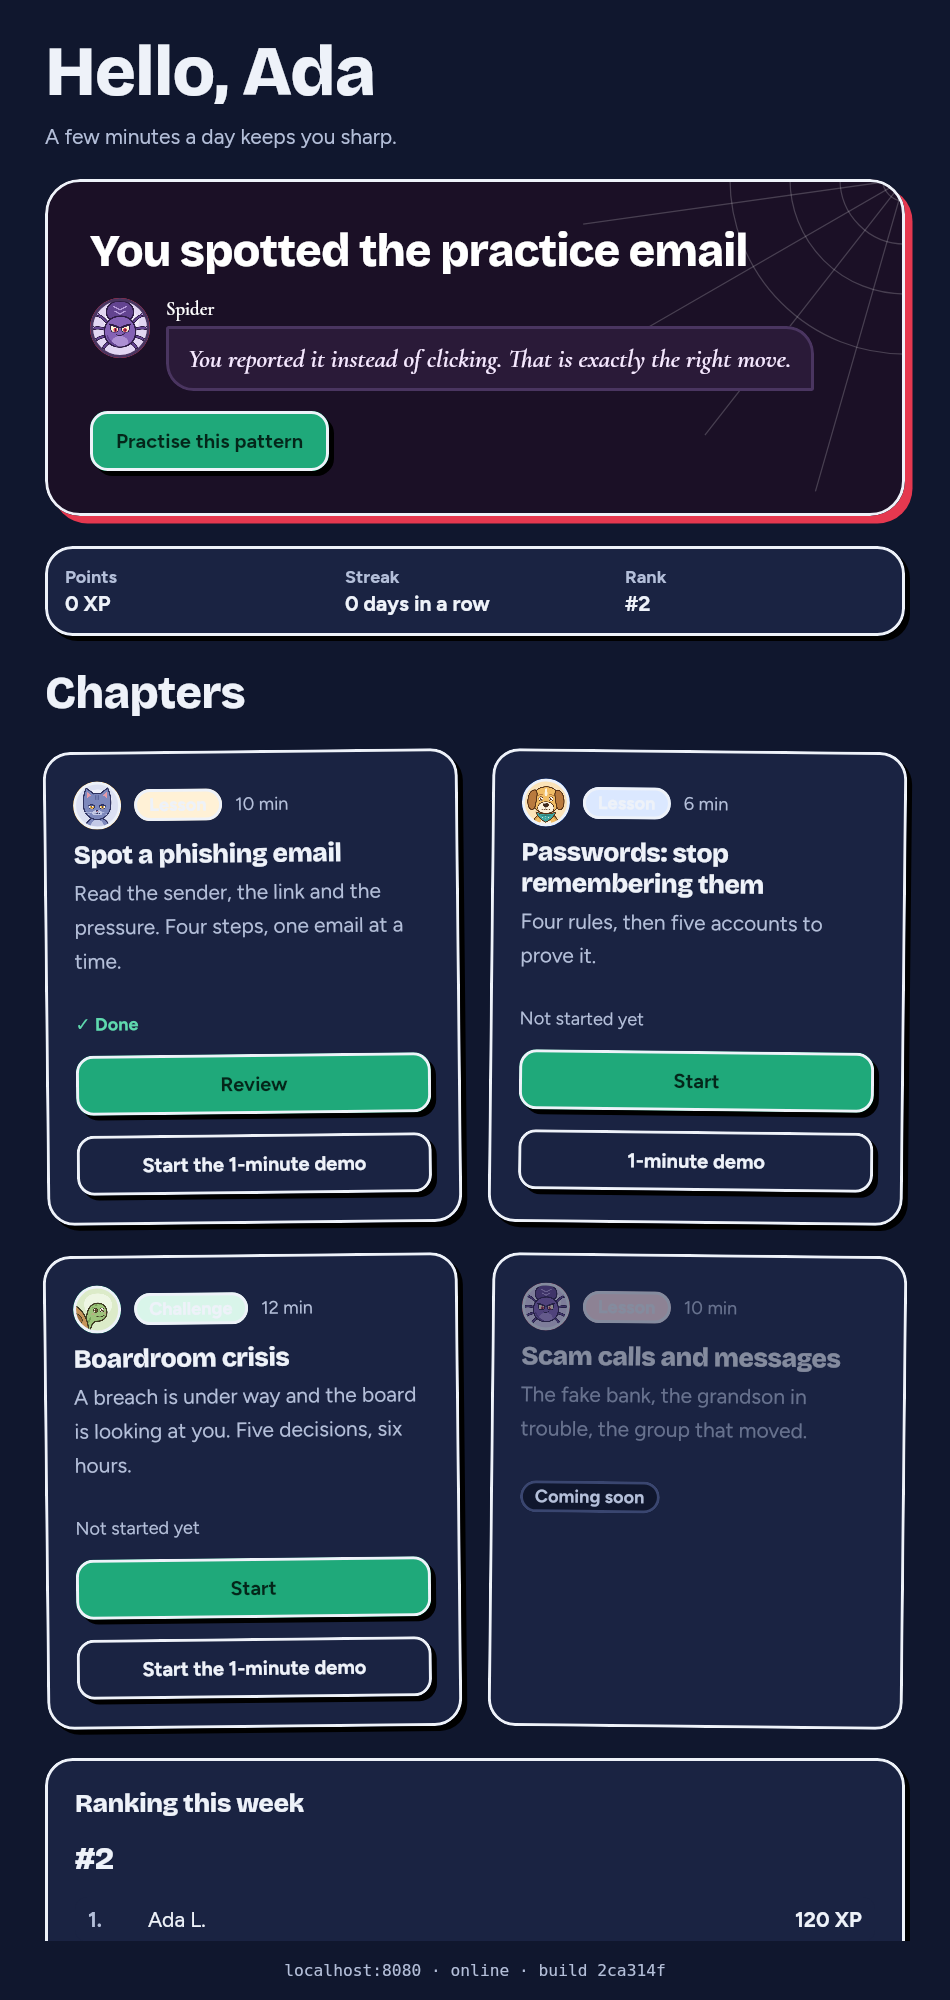 Hello, Ada
A few minutes a day keeps you sharp.
You spotted the practice email
Spider
You reported it instead of clicking. That is exactly the right move.
Practise this pattern
Points
Streak
Rank
0 XP
0 days in a row
#2
Chapters
10 min
Spot a phishing email
Read the sender, the link and the
pressure. Four steps, one email at a
time.
✓ Done
Review
Start the 1-minute demo
Lesson
6 min
Passwords: stop
remembering them
Four rules, then five accounts to
prove it.
Not started yet
Start
1-minute demo
Challenge
12 min
Boardroom crisis
A breach is under way and the board
is looking at you. Five decisions, six
hours.
Not started yet
Start
Start the 1-minute demo
Lesson
10 min
Scam calls and messages
The fake bank, the grandson in
trouble, the group that moved.
Coming soon
Ranking this week
#2
1. Ada L. 120 XP
localhost:8080 · online · build 2ca314f